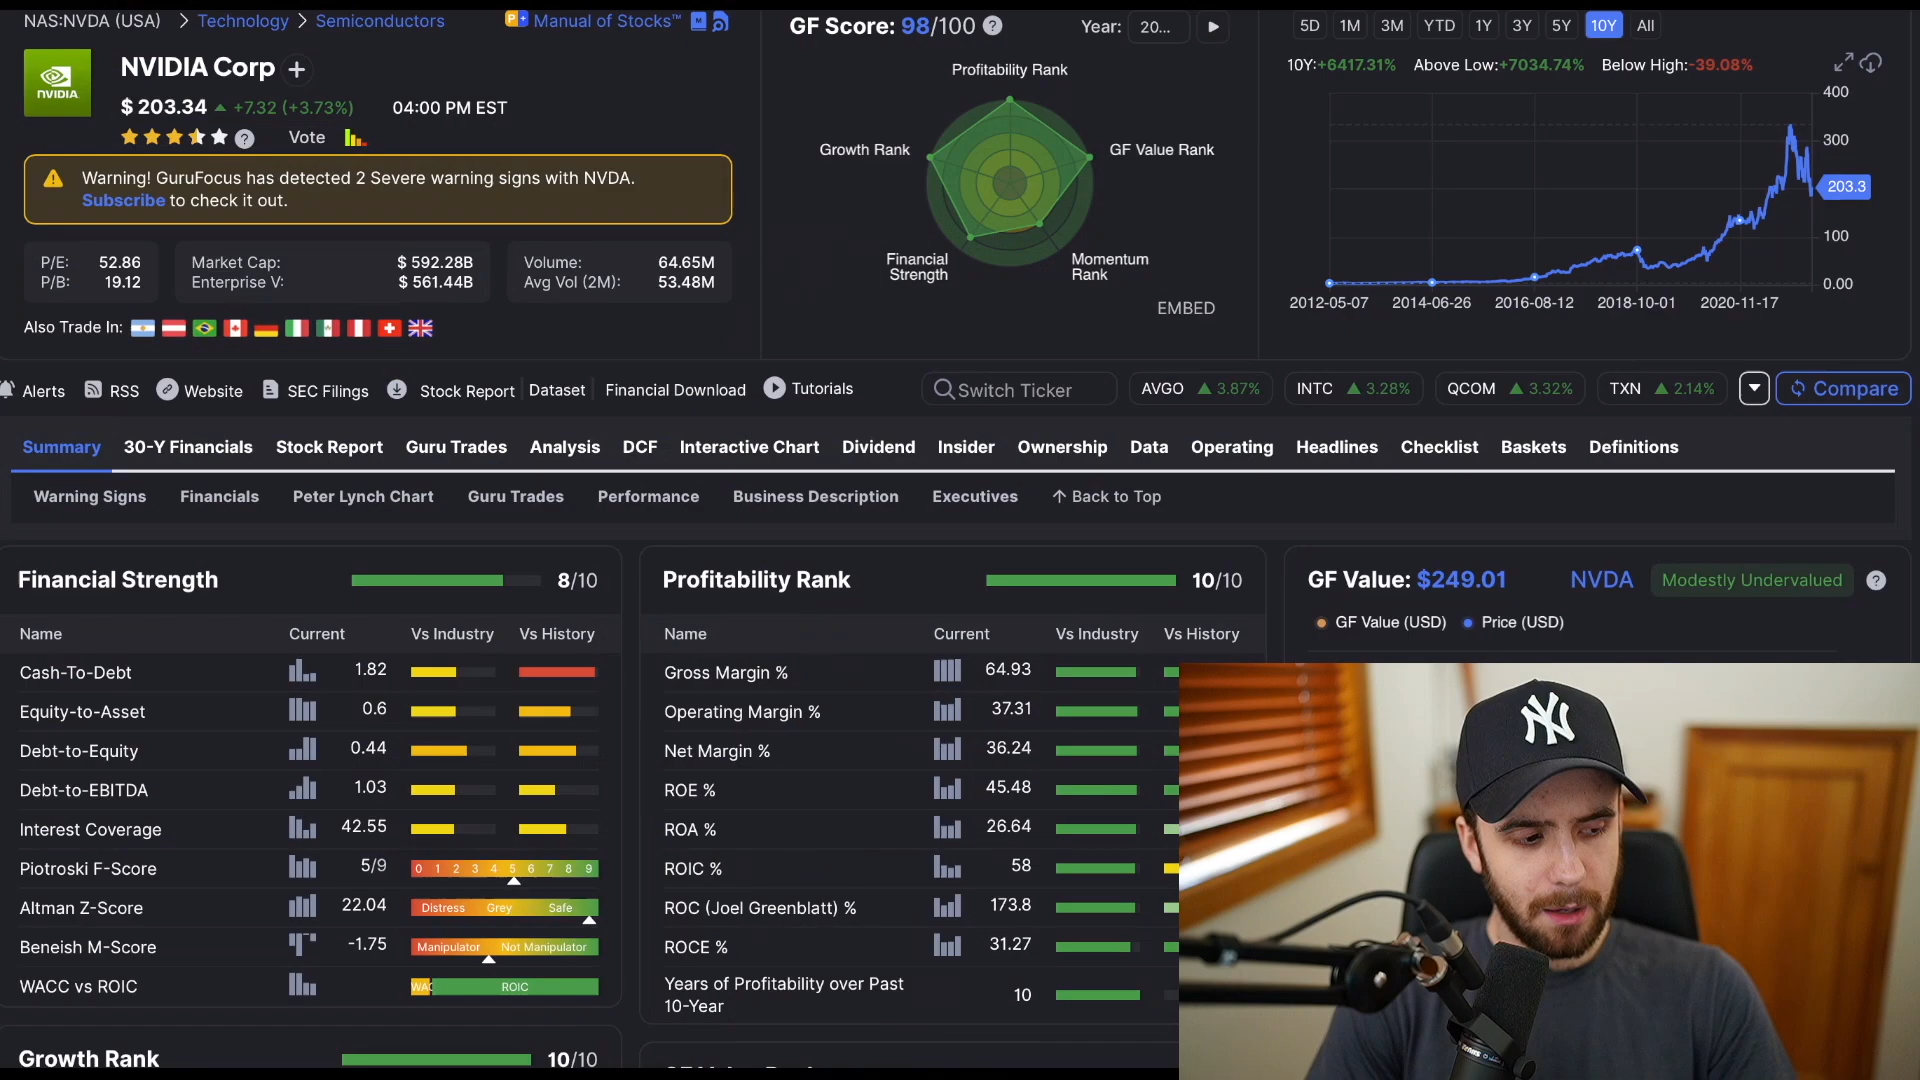 NAS:NVDA (USA) > Technology > Semiconductors
P+ Manual of Stocks™
NVIDIA
NVIDIA Corp +
$ 203.34 +7.32 (+3.73%) 04:00 PM EST
Vote
Warning! GuruFocus has detected 2 Severe warning signs with NVDA.
Subscribe to check it out.
P/E: 52.86
P/B: 19.12
Market Cap: $ 592.28B
Enterprise V: $ 561.44B
Volume: 64.65M
Avg Vol (2M): 53.48M
Also Trade In:
GF Score: 98/100 ?
Year: 20...
Profitability Rank
Growth Rank
GF Value Rank
Financial
Strength
Momentum
Rank
EMBED
5D 1M 3M YTD 1Y 3Y 5Y 10Y All
10Y:+6417.31% Above Low:+7034.74% Below High:-39.08%
400
300
203.3
100
0.00
2012-05-07 2014-06-26 2016-08-12 2018-10-01 2020-11-17
Alerts RSS Website SEC Filings Stock Report Dataset Financial Download Tutorials
Switch Ticker
AVGO 3.87% INTC 3.28% QCOM 3.32% TXN 2.14%
Compare
Summary 30-Y Financials Stock Report Guru Trades Analysis DCF Interactive Chart Dividend Insider Ownership Data Operating Headlines Checklist Baskets Definitions
Warning Signs Financials Peter Lynch Chart Guru Trades Performance Business Description Executives ↑ Back to Top
Financial Strength 8/10
Name Current Vs Industry Vs History
Cash-To-Debt 1.82
Equity-to-Asset 0.6
Debt-to-Equity 0.44
Debt-to-EBITDA 1.03
Interest Coverage 42.55
Piotroski F-Score 5/9 0 1 2 3 4 5 6 7 8 9
Altman Z-Score 22.04 Distress Grey Safe
Beneish M-Score -1.75 Manipulator Not Manipulator
WACC vs ROIC WAC ROIC
Growth Rank 10/10
Profitability Rank 10/10
Name Current Vs Industry Vs History
Gross Margin % 64.93
Operating Margin % 37.31
Net Margin % 36.24
ROE % 45.48
ROA % 26.64
ROIC % 58
ROC (Joel Greenblatt) % 173.8
ROCE % 31.27
Years of Profitability over Past
10-Year 10
GF Value: $249.01 NVDA Modestly Undervalued ?
GF Value (USD) Price (USD)
NY